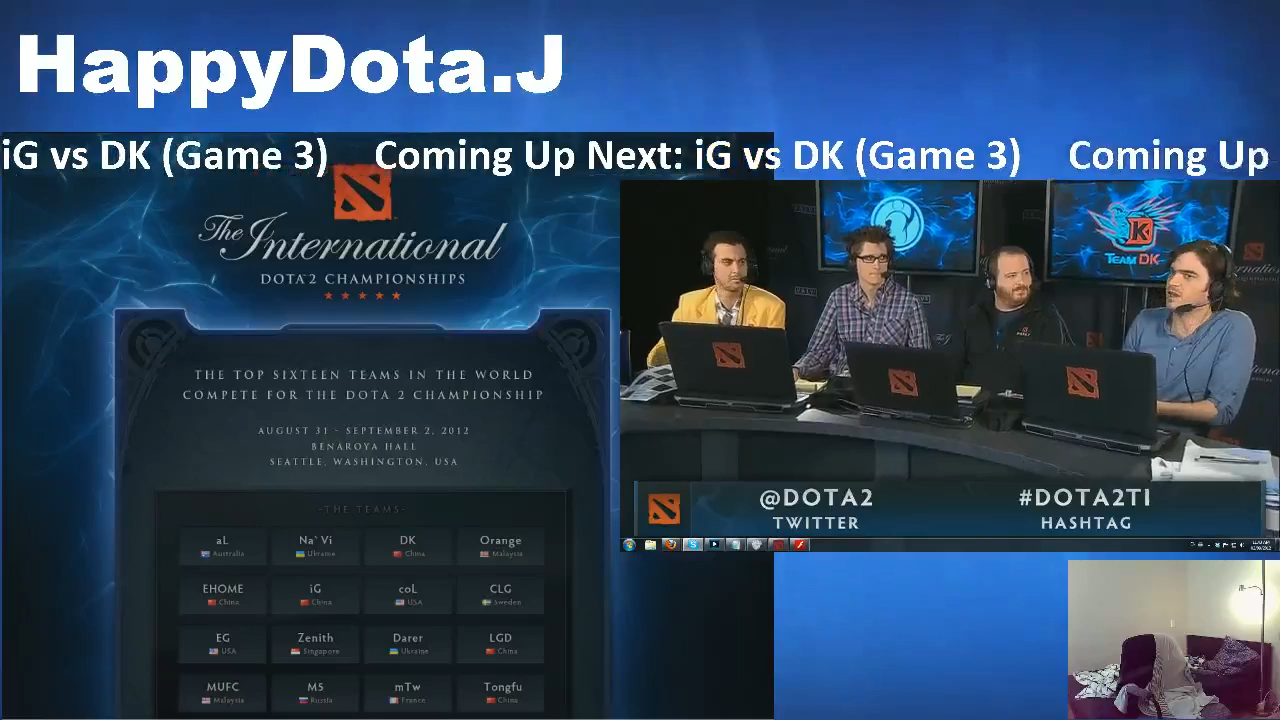 HappyDota.J
iG vs DK (Game 3) Coming Up Next: iG vs DK (Game 3) Coming Up
The International
DOTA 2 CHAMPIONSHIPS
THE TOP SIXTEEN TEAMS IN THE WORLD
COMPETE FOR THE DOTA 2 CHAMPIONSHIP
AUGUST 31 - SEPTEMBER 2, 2012
BENAROYA HALL
SEATTLE, WASHINGTON, USA
-THE TEAMS-
aL Na`Vi DK Orange
Australia Ukraine China Malaysia
EHOME iG coL CLG
China China USA Sweden
EG Zenith Darer LGD
USA Singapore Ukraine China
MUFC M5 mTw Tongfu
Malaysia Russia France China
K
TEAM DK
@DOTA2 #DOTA2TI
TWITTER HASHTAG